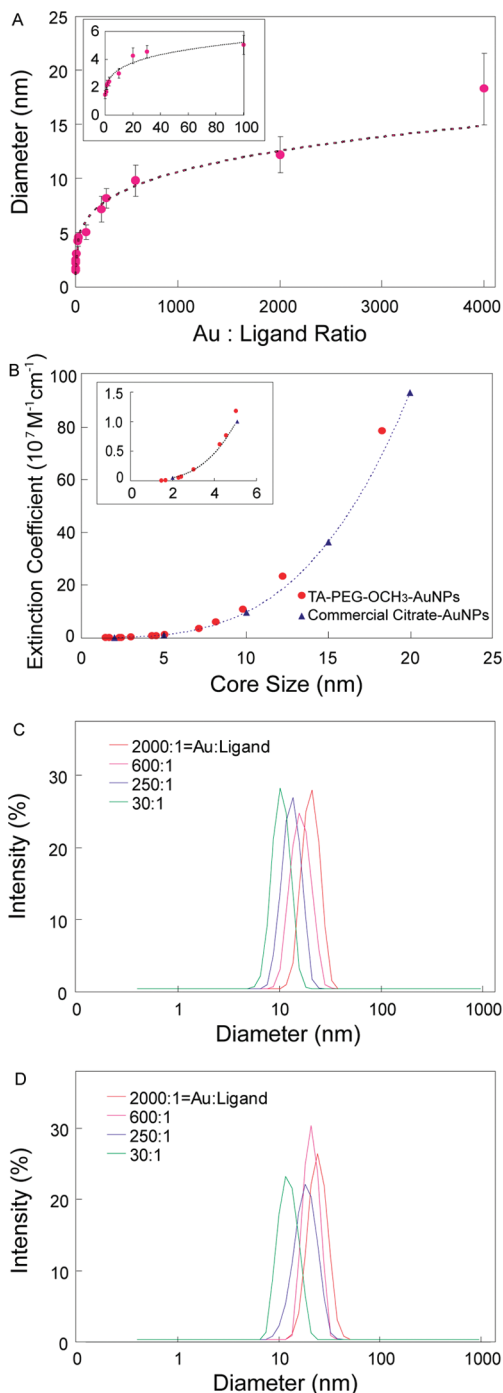 A
Diameter (nm)
25
20
15
10
5
0
6
4
2
0
0 20 40 60 80 100
0 1000 2000 3000 4000
Au : Ligand Ratio
B
Extinction Coefficient (10⁷ M⁻¹cm⁻¹)
100
80
60
40
20
0
1.5
1.0
0.5
0.0
0 2 4 6
TA-PEG-OCH₃-AuNPs
Commercial Citrate-AuNPs
0 5 10 15 20 25
Core Size (nm)
C
Intensity (%)
30
20
10
0
2000:1=Au:Ligand
600:1
250:1
30:1
0 1 10 100 1000
Diameter (nm)
D
Intensity (%)
30
20
10
0
2000:1=Au:Ligand
600:1
250:1
30:1
0 1 10 100 1000
Diameter (nm)